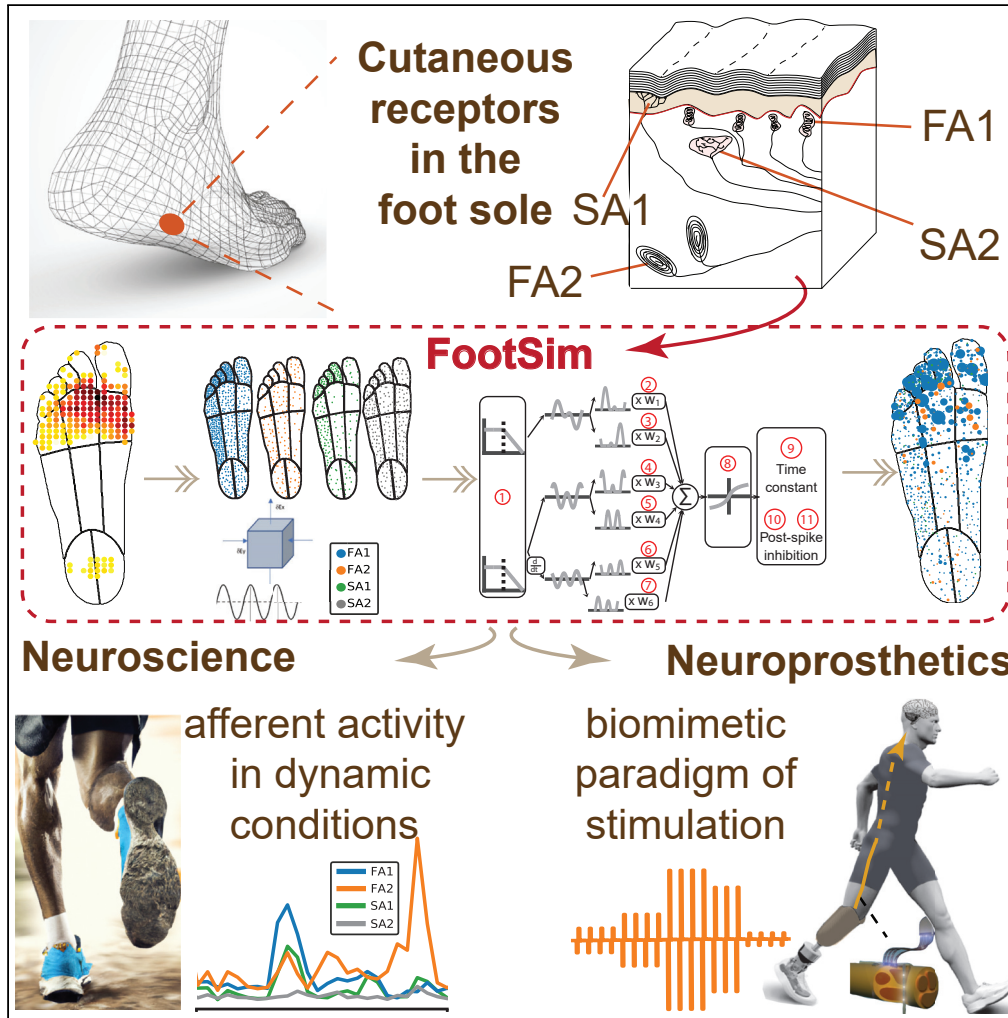 Cutaneous
receptors
in the
foot sole
FA1
SA1
SA2
FA2
FootSim
FA1
FA2
SA1
SA2
1
2
x W1
3
x W2
4
x W3
5
x W4
6
x W5
7
x W6
Σ
8
9
Time
constant
10 11
Post-spike
inhibition
Neuroscience
Neuroprosthetics
afferent activity
in dynamic
conditions
FA1
FA2
SA1
SA2
biomimetic
paradigm of
stimulation